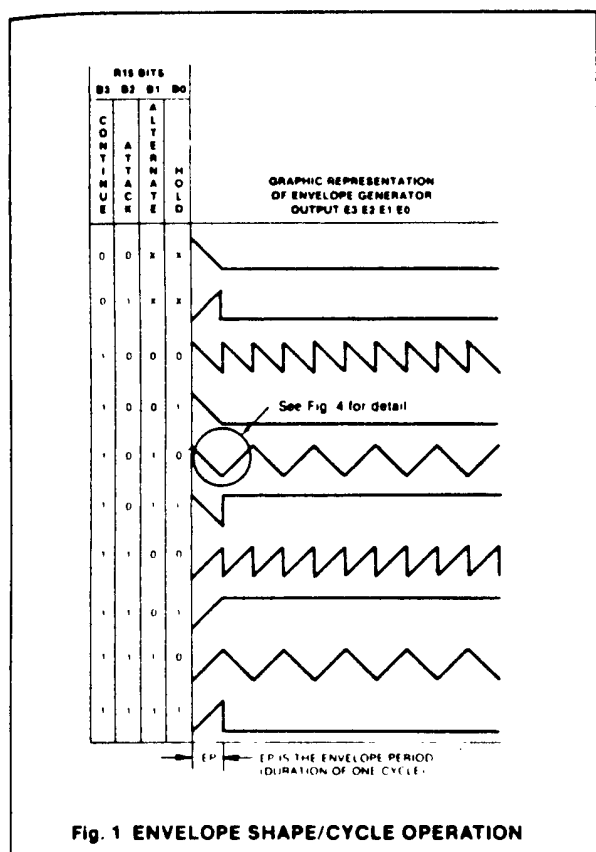 R15 BITS
B3 B2 B1 B0
CONTINUE
ATTACK
ALTERNATE
HOLD
GRAPHIC REPRESENTATION
OF ENVELOPE GENERATOR
OUTPUT E3 E2 E1 E0
0 0 X X
0 1 X X
1 0 0 0
1 0 0 1
See Fig. 4 for detail
1 0 1 0
1 0 1 1
1 1 0 0
1 1 0 1
1 1 1 0
1 1 1 1
EP
EP IS THE ENVELOPE PERIOD
(DURATION OF ONE CYCLE)
Fig. 1 ENVELOPE SHAPE/CYCLE OPERATION